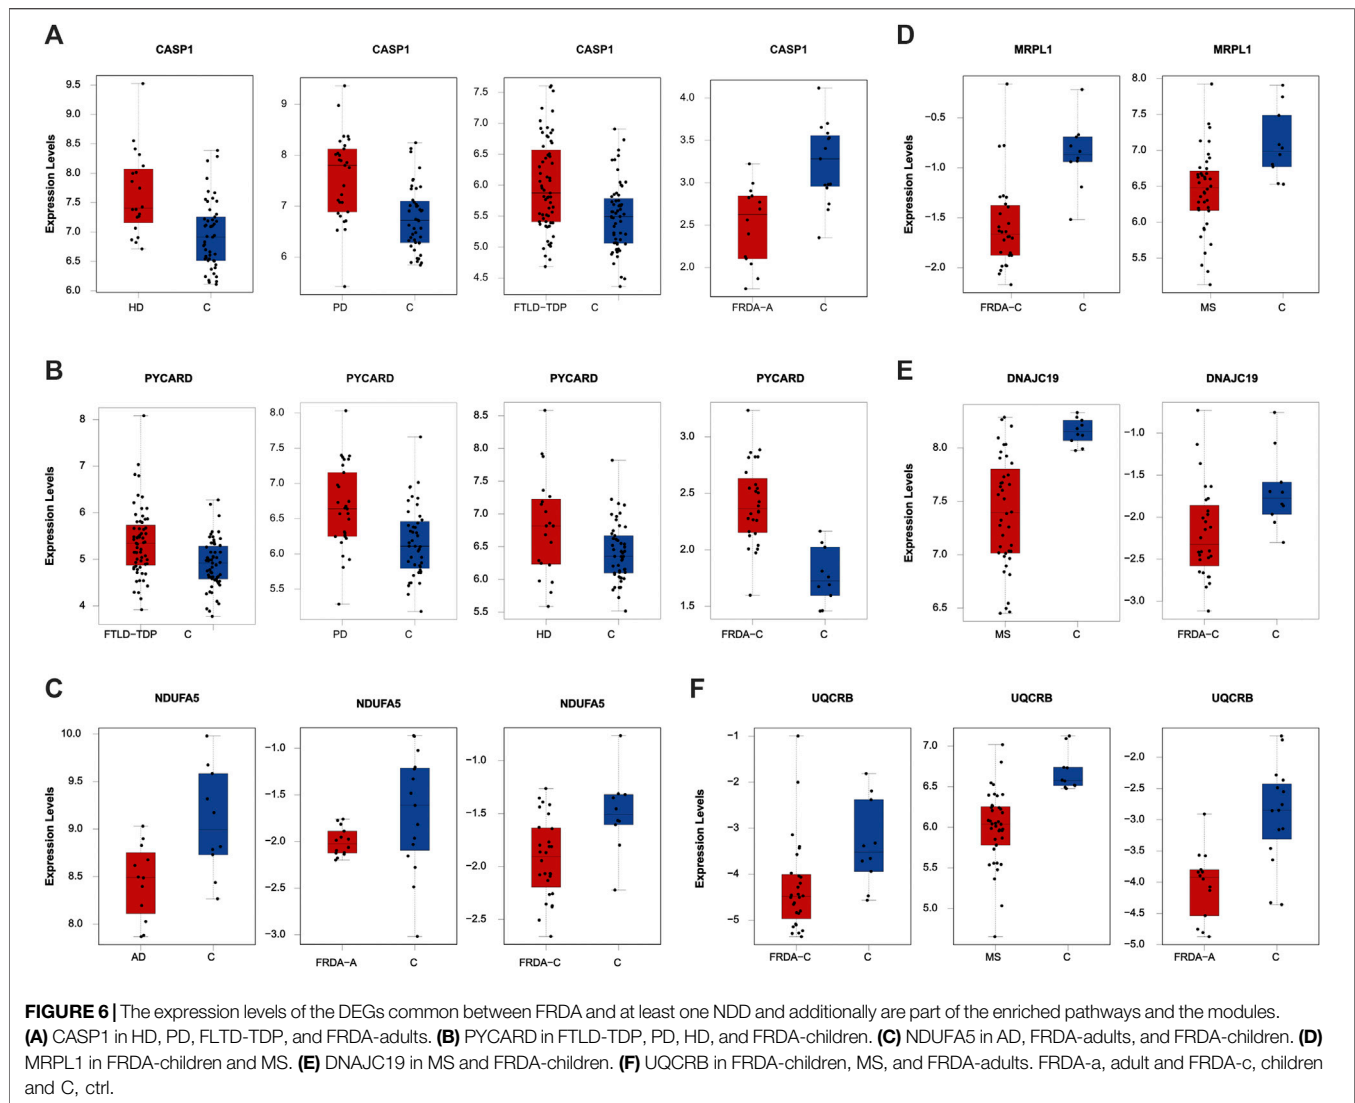 A
CASP1
CASP1
CASP1
CASP1
Expression Levels
9.5
9.0
8.5
8.0
7.5
7.0
6.5
6.0
HD
C
9
8
7
6
PD
C
7.5
7.0
6.5
6.0
5.5
5.0
4.5
FTLD-TDP
C
4.0
3.5
3.0
2.5
2.0
FRDA-A
C
D
MRPL1
MRPL1
Expression Levels
−0.5
−1.0
−1.5
−2.0
FRDA-C
C
8.0
7.5
7.0
6.5
6.0
5.5
MS
C
B
PYCARD
PYCARD
PYCARD
PYCARD
Expression Levels
8
7
6
5
4
FTLD-TDP
C
8.0
7.5
7.0
6.5
6.0
5.5
PD
C
8.5
8.0
7.5
7.0
6.5
6.0
5.5
HD
C
3.0
2.5
2.0
1.5
FRDA-C
C
E
DNAJC19
DNAJC19
Expression Levels
8.0
7.5
7.0
6.5
MS
C
−1.0
−1.5
−2.0
−2.5
−3.0
FRDA-C
C
C
NDUFA5
NDUFA5
NDUFA5
Expression Levels
10.0
9.5
9.0
8.5
8.0
AD
C
−1.0
−1.5
−2.0
−2.5
−3.0
FRDA-A
C
−1.0
−1.5
−2.0
−2.5
FRDA-C
C
F
UQCRB
UQCRB
UQCRB
Expression Levels
−1
−2
−3
−4
−5
FRDA-C
C
7.0
6.5
6.0
5.5
5.0
MS
C
−2.0
−2.5
−3.0
−3.5
−4.0
−4.5
−5.0
FRDA-A
C
FIGURE 6 | The expression levels of the DEGs common between FRDA and at least one NDD and additionally are part of the enriched pathways and the modules.
(A) CASP1 in HD, PD, FLTD-TDP, and FRDA-adults. (B) PYCARD in FTLD-TDP, PD, HD, and FRDA-children. (C) NDUFA5 in AD, FRDA-adults, and FRDA-children. (D)
MRPL1 in FRDA-children and MS. (E) DNAJC19 in MS and FRDA-children. (F) UQCRB in FRDA-children, MS, and FRDA-adults. FRDA-a, adult and FRDA-c, children
and C, ctrl.